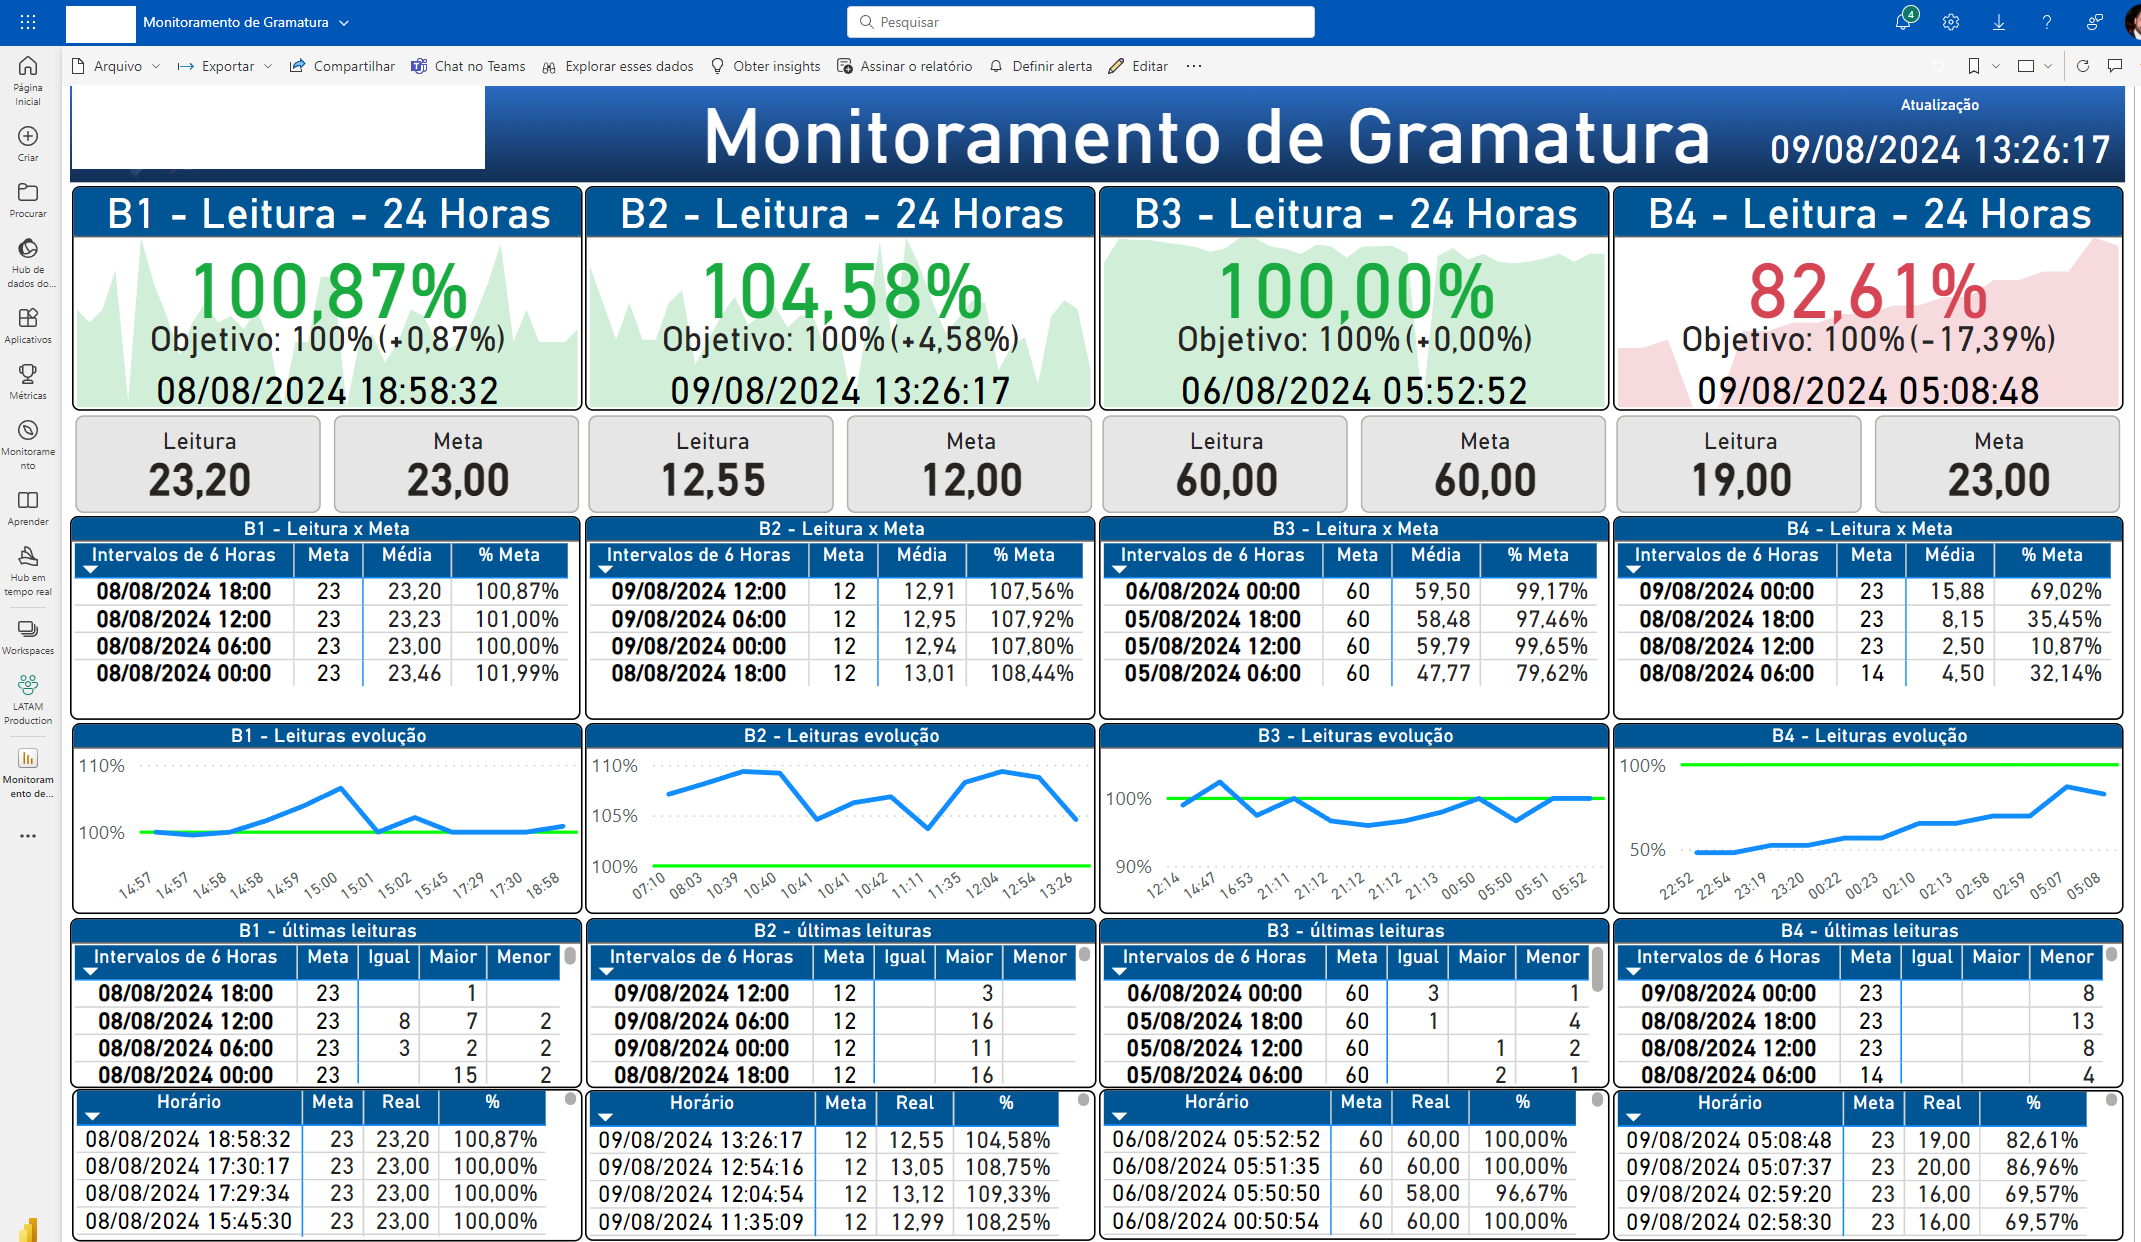 Monitoramento de Gramatura
Pesquisar
4
Arquivo
Exportar
Compartilhar
Chat no Teams
Explorar esses dados
Obter insights
Assinar o relatório
Definir alerta
Editar
Página
Inicial
Criar
Procurar
Hub de
dados do...
Aplicativos
Métricas
Monitorame
nto
Aprender
Hub em
tempo real
Workspaces
LATAM
Production
Monitoram
ento de...
Monitoramento de Gramatura
Atualização
09/08/2024 13:26:17
B1 - Leitura - 24 Horas
100,87%
Objetivo: 100% (+0,87%)
08/08/2024 18:58:32
B2 - Leitura - 24 Horas
104,58%
Objetivo: 100% (+4,58%)
09/08/2024 13:26:17
B3 - Leitura - 24 Horas
100,00%
Objetivo: 100% (+0,00%)
06/08/2024 05:52:52
B4 - Leitura - 24 Horas
82,61%
Objetivo: 100% (-17,39%)
09/08/2024 05:08:48
Leitura
23,20
Meta
23,00
Leitura
12,55
Meta
12,00
Leitura
60,00
Meta
60,00
Leitura
19,00
Meta
23,00
B1 - Leitura x Meta
Intervalos de 6 Horas Meta Média % Meta
08/08/2024 18:00 23 23,20 100,87%
08/08/2024 12:00 23 23,23 101,00%
08/08/2024 06:00 23 23,00 100,00%
08/08/2024 00:00 23 23,46 101,99%
B2 - Leitura x Meta
Intervalos de 6 Horas Meta Média % Meta
09/08/2024 12:00 12 12,91 107,56%
09/08/2024 06:00 12 12,95 107,92%
09/08/2024 00:00 12 12,94 107,80%
08/08/2024 18:00 12 13,01 108,44%
B3 - Leitura x Meta
Intervalos de 6 Horas Meta Média % Meta
06/08/2024 00:00 60 59,50 99,17%
05/08/2024 18:00 60 58,48 97,46%
05/08/2024 12:00 60 59,79 99,65%
05/08/2024 06:00 60 47,77 79,62%
B4 - Leitura x Meta
Intervalos de 6 Horas Meta Média % Meta
09/08/2024 00:00 23 15,88 69,02%
08/08/2024 18:00 23 8,15 35,45%
08/08/2024 12:00 23 2,50 10,87%
08/08/2024 06:00 14 4,50 32,14%
B1 - Leituras evolução
110%
100%
14:57 14:57 14:58 14:58 14:59 15:00 15:01 15:02 15:45 17:29 17:30 18:58
B2 - Leituras evolução
110%
105%
100%
07:10 08:03 10:39 10:40 10:41 10:41 10:42 11:11 11:35 12:04 12:54 13:26
B3 - Leituras evolução
100%
90%
12:14 14:47 16:53 21:11 21:12 21:12 21:12 21:13 00:50 05:50 05:51 05:52
B4 - Leituras evolução
100%
50%
22:52 22:54 23:19 23:20 00:22 00:23 02:10 02:13 02:58 02:59 05:07 05:08
B1 - últimas leituras
Intervalos de 6 Horas Meta Igual Maior Menor
08/08/2024 18:00 23 1
08/08/2024 12:00 23 8 7 2
08/08/2024 06:00 23 3 2 2
08/08/2024 00:00 23 15 2
B2 - últimas leituras
Intervalos de 6 Horas Meta Igual Maior Menor
09/08/2024 12:00 12 3
09/08/2024 06:00 12 16
09/08/2024 00:00 12 11
08/08/2024 18:00 12 16
B3 - últimas leituras
Intervalos de 6 Horas Meta Igual Maior Menor
06/08/2024 00:00 60 3 1
05/08/2024 18:00 60 1 4
05/08/2024 12:00 60 1 2
05/08/2024 06:00 60 2 1
B4 - últimas leituras
Intervalos de 6 Horas Meta Igual Maior Menor
09/08/2024 00:00 23 8
08/08/2024 18:00 23 13
08/08/2024 12:00 23 8
08/08/2024 06:00 14 4
Horário Meta Real %
08/08/2024 18:58:32 23 23,20 100,87%
08/08/2024 17:30:17 23 23,00 100,00%
08/08/2024 17:29:34 23 23,00 100,00%
08/08/2024 15:45:30 23 23,00 100,00%
Horário Meta Real %
09/08/2024 13:26:17 12 12,55 104,58%
09/08/2024 12:54:16 12 13,05 108,75%
09/08/2024 12:04:54 12 13,12 109,33%
09/08/2024 11:35:09 12 12,99 108,25%
Horário Meta Real %
06/08/2024 05:52:52 60 60,00 100,00%
06/08/2024 05:51:35 60 60,00 100,00%
06/08/2024 05:50:50 60 58,00 96,67%
06/08/2024 00:50:54 60 60,00 100,00%
Horário Meta Real %
09/08/2024 05:08:48 23 19,00 82,61%
09/08/2024 05:07:37 23 20,00 86,96%
09/08/2024 02:59:20 23 16,00 69,57%
09/08/2024 02:58:30 23 16,00 69,57%